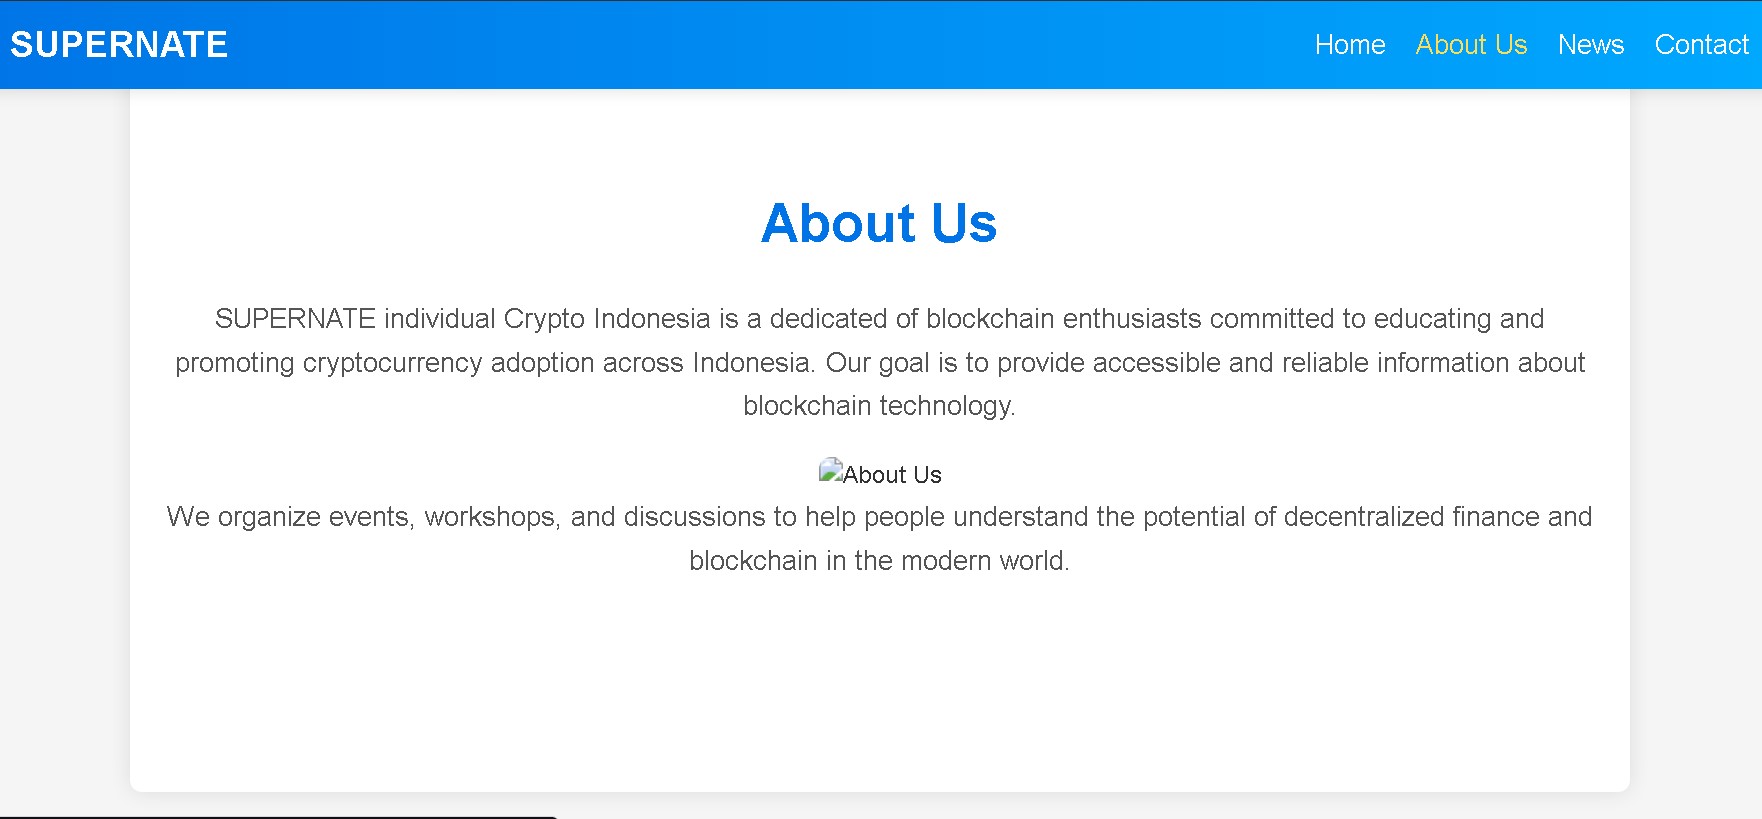 SUPERNATE
Home About Us News Contact
About Us
SUPERNATE individual Crypto Indonesia is a dedicated of blockchain enthusiasts committed to educating and
promoting cryptocurrency adoption across Indonesia. Our goal is to provide accessible and reliable information about
blockchain technology.
About Us
We organize events, workshops, and discussions to help people understand the potential of decentralized finance and
blockchain in the modern world.